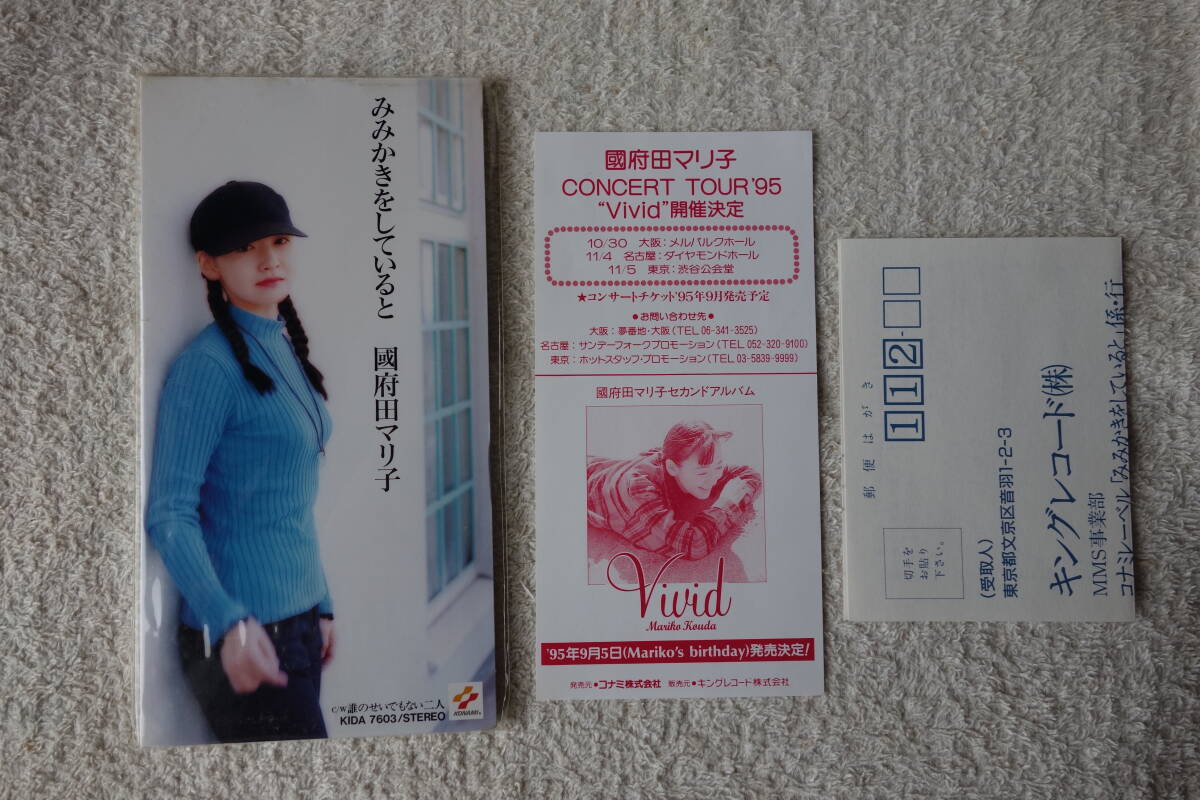 みみかきをしていると　國府田マリ子
c/w 誰のせいでもない二人
KIDA 7603/STEREO
KONAMI
國府田マリ子
CONCERT TOUR'95
“Vivid”開催決定
10/30 大阪：メルパルクホール
11/4 名古屋：ダイヤモンドホール
11/5 東京：渋谷公会堂
★コンサートチケット'95年9月発売予定
●お問い合わせ先●
大阪：夢番地・大阪（TEL 06-341-3525）
名古屋：サンデーフォークプロモーション（TEL 052-320-9100）
東京：ホットスタッフ・プロモーション（TEL 03-5839-9999）
國府田マリ子セカンドアルバム
Vivid
Mariko Kouda
'95年9月5日(Mariko's birthday)発売決定!
発売元●コナミ株式会社 販売元●キングレコード株式会社
郵便はがき
112-
切手を
お貼り
下さい。
(受取人)
東京都文京区音羽1-2-3
キングレコード(株)
MMS事業部
コナミレーベル「みみかきをしていると」係・行